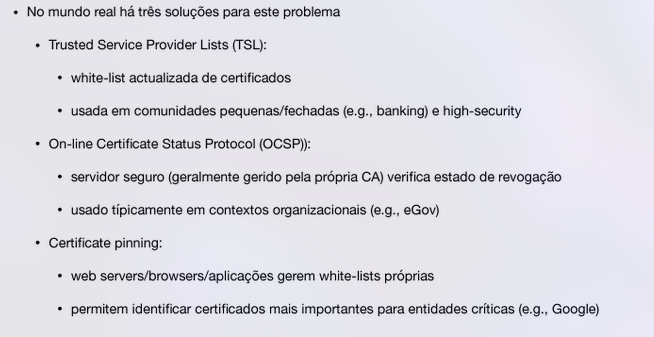 • No mundo real há três soluções para este problema
• Trusted Service Provider Lists (TSL):
• white-list actualizada de certificados
• usada em comunidades pequenas/fechadas (e.g., banking) e high-security
• On-line Certificate Status Protocol (OCSP)):
• servidor seguro (geralmente gerido pela própria CA) verifica estado de revogação
• usado típicamente em contextos organizacionais (e.g., eGov)
• Certificate pinning:
• web servers/browsers/aplicações gerem white-lists próprias
• permitem identificar certificados mais importantes para entidades críticas (e.g., Google)